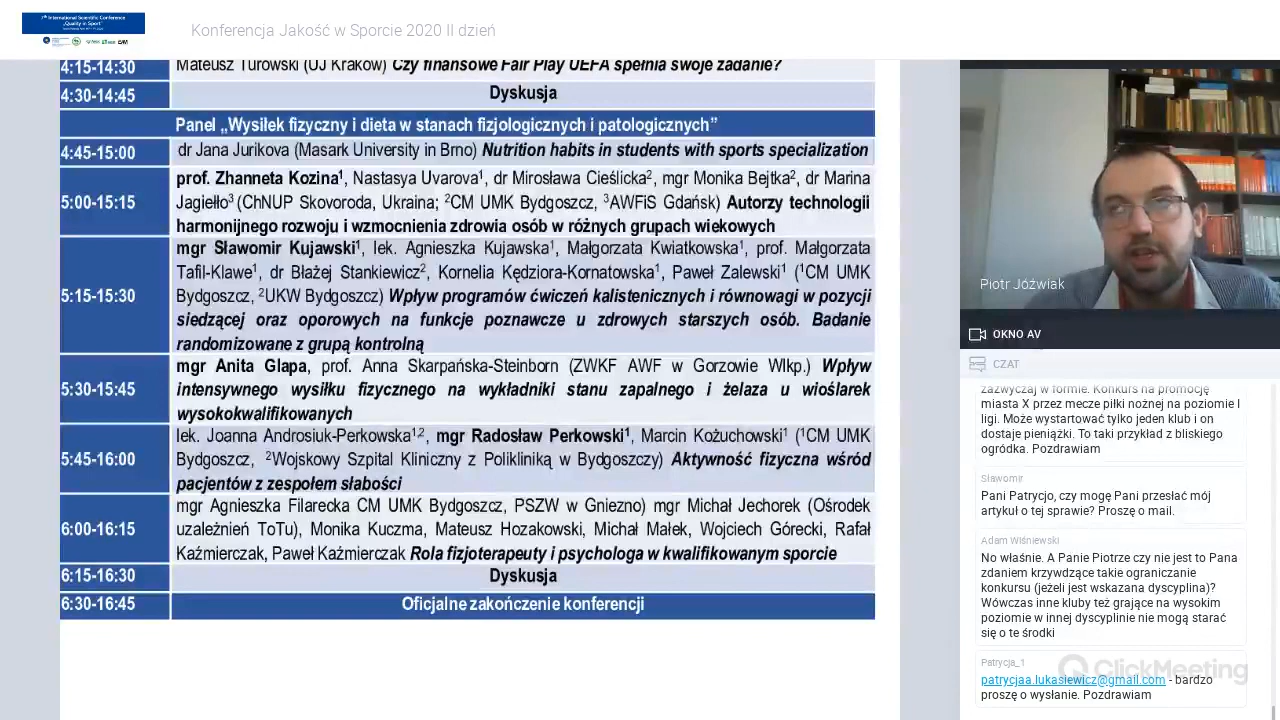 7th International Scientific Conference
„Quality in Sport"
Konferencja Jakość w Sporcie 2020 II dzień
4:15-14:30
Mateusz Turowski (UJ Kraków) Czy finansowe Fair Play UEFA spełnia swoje zadanie?
4:30-14:45
Dyskusja
Panel „Wysiłek fizyczny i dieta w stanach fizjologicznych i patologicznych”
4:45-15:00
dr Jana Jurikova (Masark University in Brno) Nutrition habits in students with sports specialization
5:00-15:15
prof. Zhanneta Kozina¹, Nastasya Uvarova¹, dr Mirosława Cieślicka², mgr Monika Bejtka², dr Marina
Jagiełło³ (ChNUP Skovoroda, Ukraina; ²CM UMK Bydgoszcz, ³AWFiS Gdańsk) Autorzy technologii
harmonijnego rozwoju i wzmocnienia zdrowia osób w różnych grupach wiekowych
5:15-15:30
mgr Sławomir Kujawski¹, lek. Agnieszka Kujawska¹, Małgorzata Kwiatkowska¹, prof. Małgorzata
Tafil-Klawe¹, dr Błażej Stankiewicz², Kornelia Kędziora-Kornatowska¹, Paweł Zalewski¹ (¹CM UMK
Bydgoszcz, ²UKW Bydgoszcz) Wpływ programów ćwiczeń kalistenicznych i równowagi w pozycji
siedzącej oraz oporowych na funkcje poznawcze u zdrowych starszych osób. Badanie
randomizowane z grupą kontrolną
5:30-15:45
mgr Anita Glapa, prof. Anna Skarpańska-Steinborn (ZWKF AWF w Gorzowie Wlkp.) Wpływ
intensywnego wysiłku fizycznego na wykładniki stanu zapalnego i żelaza u wioślarek
wysokokwalifikowanych
5:45-16:00
lek. Joanna Androsiuk-Perkowska¹,², mgr Radosław Perkowski¹, Marcin Kożuchowski¹ (¹CM UMK
Bydgoszcz, ²Wojskowy Szpital Kliniczny z Polikliniką w Bydgoszczy) Aktywność fizyczna wśród
pacjentów z zespołem słabości
6:00-16:15
mgr Agnieszka Filarecka CM UMK Bydgoszcz, PSZW w Gniezno) mgr Michał Jechorek (Ośrodek
uzależnień ToTu), Monika Kuczma, Mateusz Hozakowski, Michał Małek, Wojciech Górecki, Rafał
Kaźmierczak, Paweł Kaźmierczak Rola fizjoterapeuty i psychologa w kwalifikowanym sporcie
6:15-16:30
Dyskusja
6:30-16:45
Oficjalne zakończenie konferencji
Piotr Jóźwiak
OKNO AV
CZAT
zazwyczaj w formie. Konkurs na promocję
miasta X przez mecze piłki nożnej na poziomie I
ligi. Może wystartować tylko jeden klub i on
dostaje pieniążki. To taki przykład z bliskiego
ogródka. Pozdrawiam
Sławomir
Pani Patrycjo, czy mogę Pani przesłać mój
artykuł o tej sprawie? Proszę o mail.
Adam Wiśniewski
No właśnie. A Panie Piotrze czy nie jest to Pana
zdaniem krzywdzące takie ograniczanie
konkursu (jeżeli jest wskazana dyscyplina)?
Wówczas inne kluby też grające na wysokim
poziomie w innej dyscyplinie nie mogą starać
się o te środki
Patrycja_1
patrycjaa.lukasiewicz@gmail.com - bardzo
proszę o wysłanie. Pozdrawiam
ClickMeeting